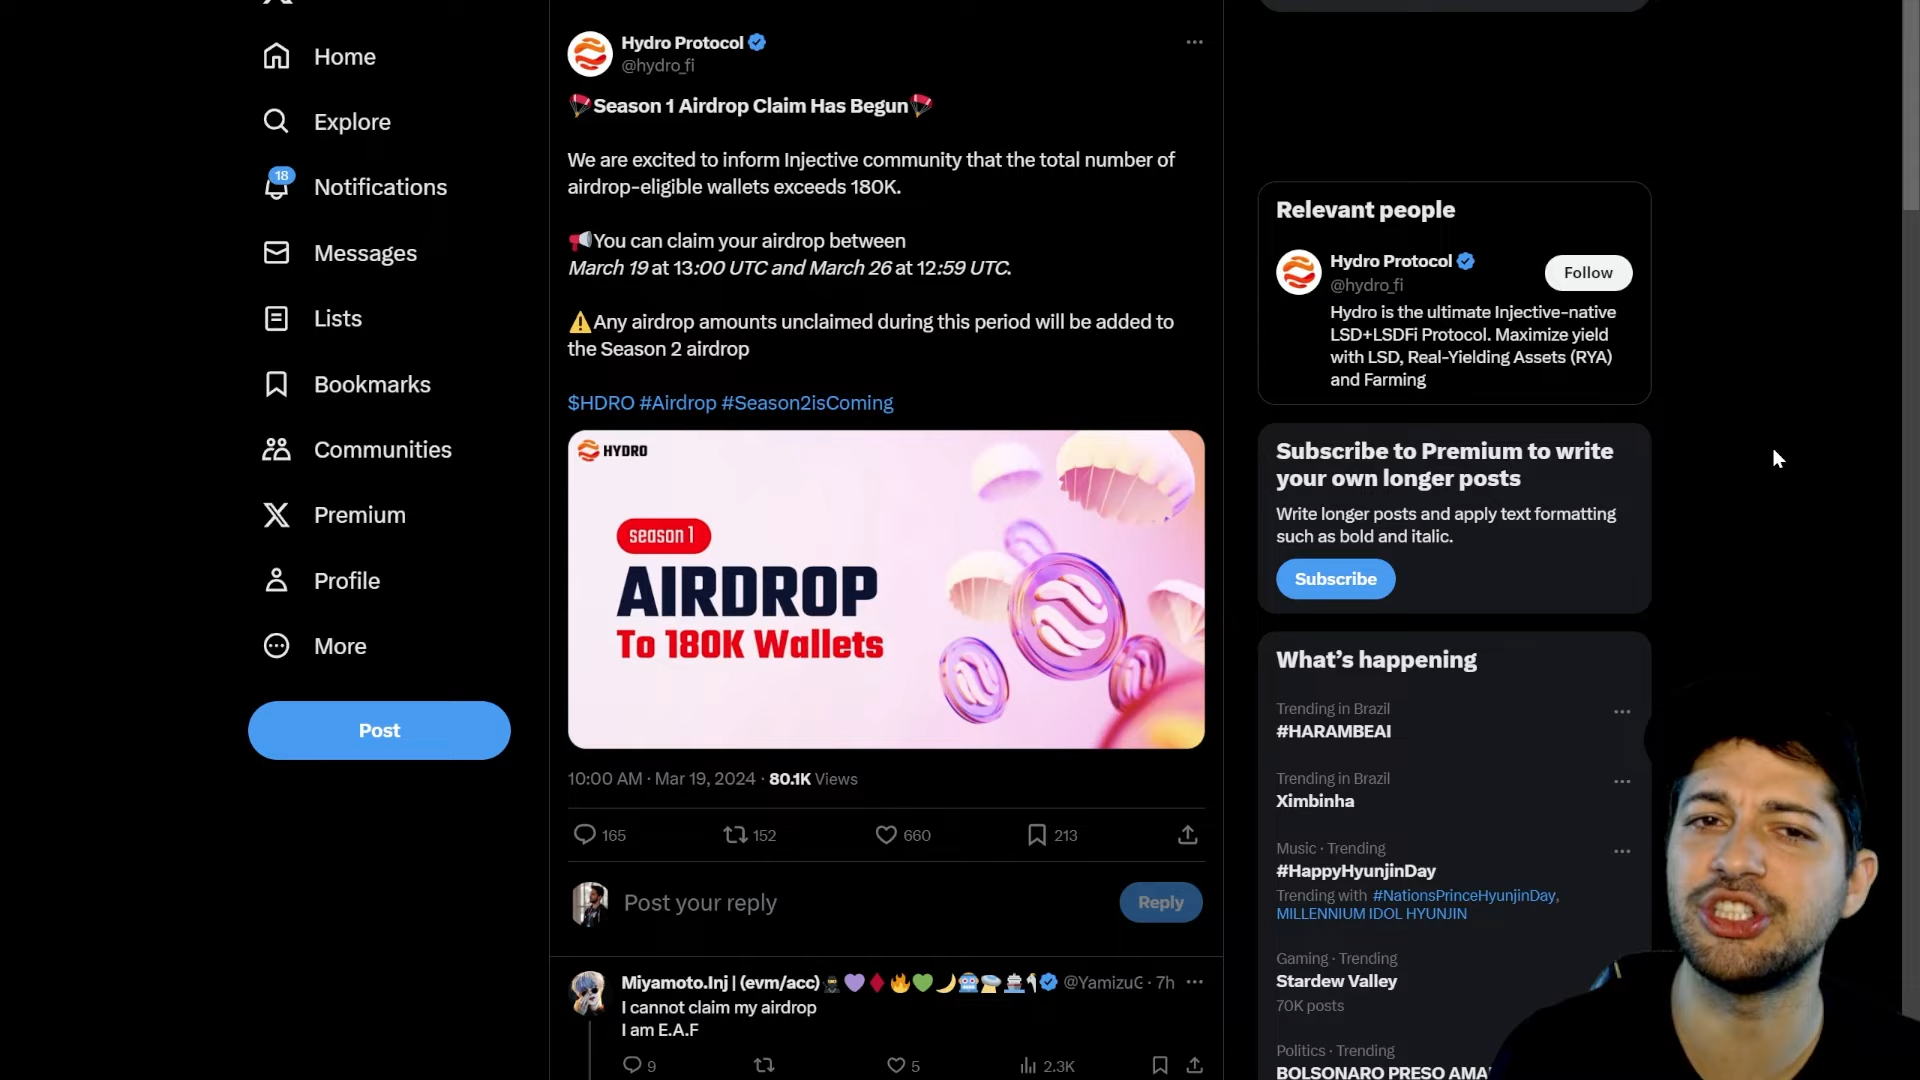 Home
Explore
18
Notifications
Messages
Lists
Bookmarks
Communities
Premium
Profile
More
Post
Hydro Protocol
@hydro_fi
🪂Season 1 Airdrop Claim Has Begun🪂
We are excited to inform Injective community that the total number of
airdrop-eligible wallets exceeds 180K.
📢You can claim your airdrop between
March 19 at 13:00 UTC and March 26 at 12:59 UTC.
⚠️Any airdrop amounts unclaimed during this period will be added to
the Season 2 airdrop
$HDRO #Airdrop #Season2isComing
HYDRO
season 1
AIRDROP
To 180K Wallets
10:00 AM · Mar 19, 2024 · 80.1K Views
165 152 660 213
Post your reply
Reply
Miyamoto.Inj | (evm/acc) @YamizuG · 7h
I cannot claim my airdrop
I am E.A.F
9 5 2.3K
Relevant people
Hydro Protocol
@hydro_fi
Follow
Hydro is the ultimate Injective-native
LSD+LSDFi Protocol. Maximize yield
with LSD, Real-Yielding Assets (RYA)
and Farming
Subscribe to Premium to write
your own longer posts
Write longer posts and apply text formatting
such as bold and italic.
Subscribe
What's happening
Trending in Brazil
#HARAMBEAI
Trending in Brazil
Ximbinha
Music · Trending
#HappyHyunjinDay
Trending with #NationsPrinceHyunjinDay,
MILLENNIUM IDOL HYUNJIN
Gaming · Trending
Stardew Valley
70K posts
Politics · Trending
BOLSONARO PRESO